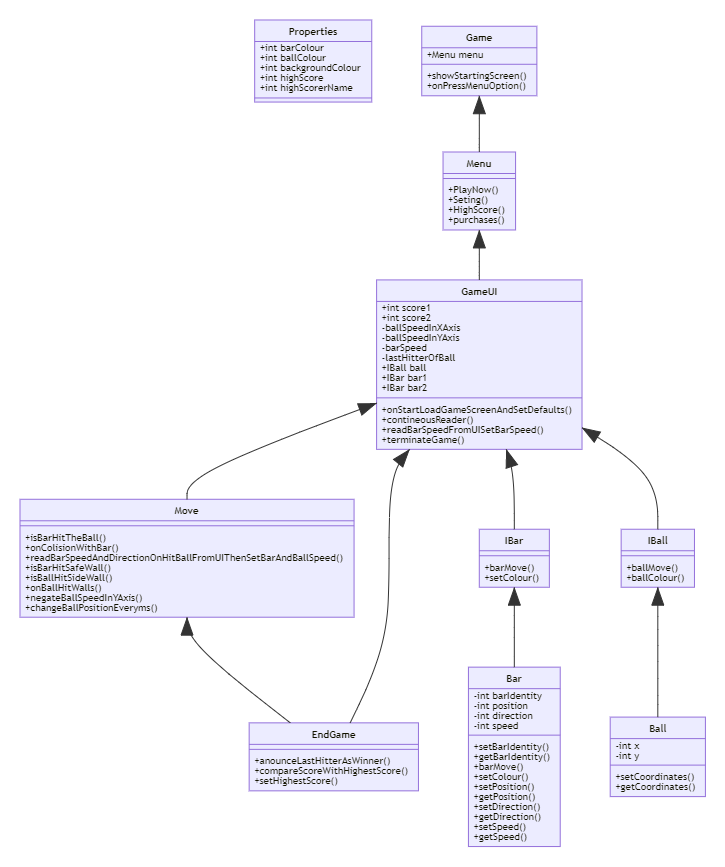 Properties
+int barColour
+int ballColour
+int backgroundColour
+int highScore
+int highScorerName
Game
+Menu menu
+showStartingScreen()
+onPressMenuOption()
Menu
+PlayNow()
+Seting()
+HighScore()
+purchases()
GameUI
+int score1
+int score2
-ballSpeedInXAxis
-ballSpeedInYAxis
-barSpeed
-lastHitterOfBall
+IBall ball
+IBar bar1
+IBar bar2
+onStartLoadGameScreenAndSetDefaults()
+contineousReader()
+readBarSpeedFromUISetBarSpeed()
+terminateGame()
Move
+isBarHitTheBall()
+onColisionWithBar()
+readBarSpeedAndDirectionOnHitBallFromUIThenSetBarAndBallSpeed()
+isBarHitSafeWall()
+isBallHitSideWall()
+onBallHitWalls()
+negateBallSpeedInYAxis()
+changeBallPositionEveryms()
IBar
+barMove()
+setColour()
IBall
+ballMove()
+ballColour()
EndGame
+anounceLastHitterAsWinner()
+compareScoreWithHighestScore()
+setHighestScore()
Bar
-int barIdentity
-int position
-int direction
-int speed
+setBarIdentity()
+getBarIdentity()
+barMove()
+setColour()
+setPosition()
+getPosition()
+setDirection()
+getDirection()
+setSpeed()
+getSpeed()
Ball
-int x
-int y
+setCoordinates()
+getCoordinates()